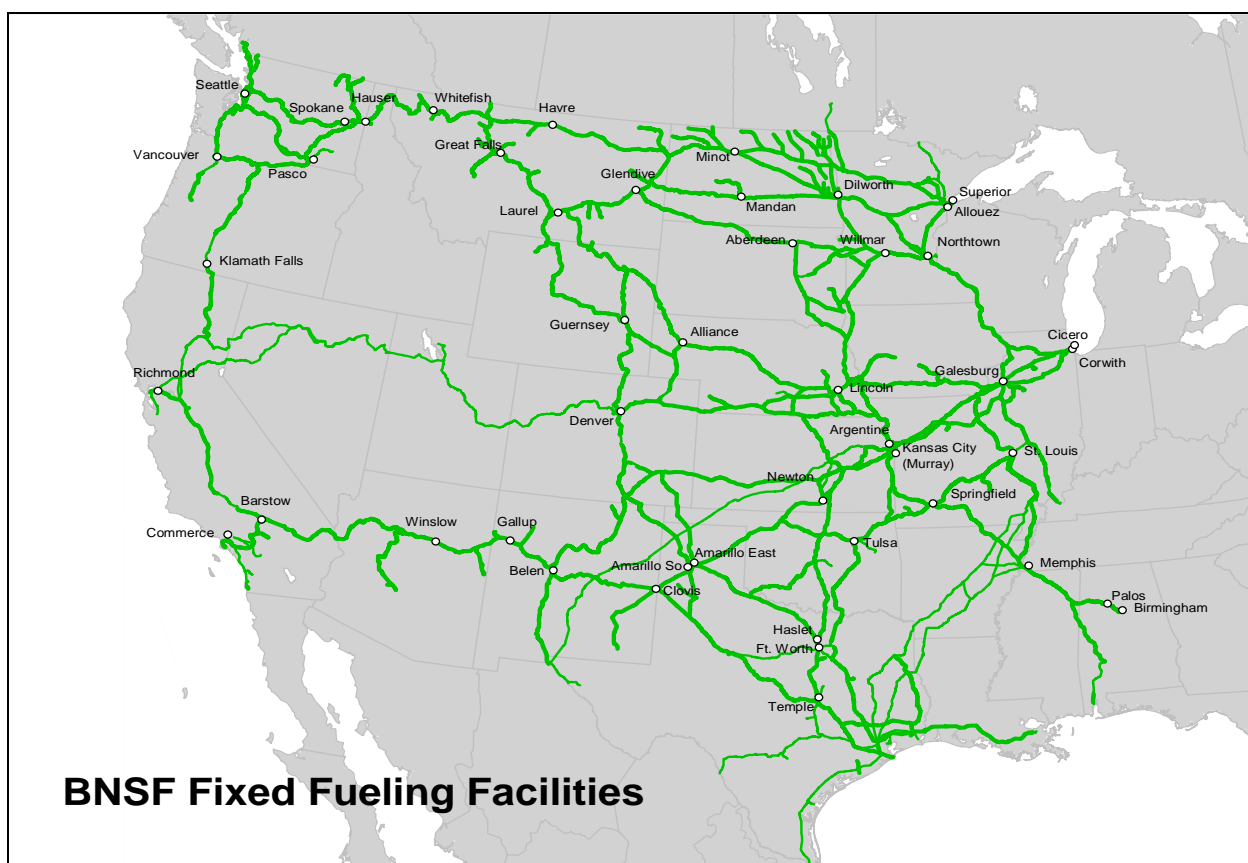 Seattle
Spokane
Hauser
Whitefish
Havre
Vancouver
Pasco
Great Falls
Glendive
Minot
Dilworth
Superior
Allouez
Laurel
Mandan
Aberdeen
Willmar
Northtown
Klamath Falls
Guernsey
Alliance
Cicero
Corwith
Richmond
Galesburg
Lincoln
Denver
Argentine
Kansas City
(Murray)
St. Louis
Newton
Springfield
Barstow
Commerce
Winslow
Gallup
Belen
Amarillo East
Amarillo So
Clovis
Tulsa
Memphis
Palos
Birmingham
Haslet
Ft. Worth
Temple
BNSF Fixed Fueling Facilities